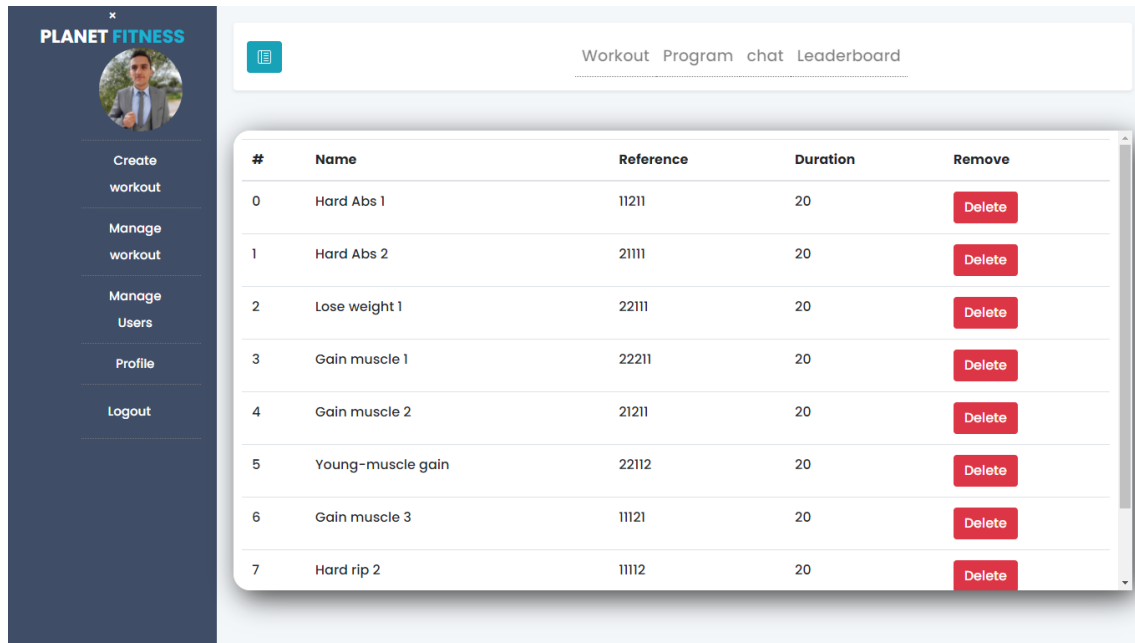 ×
PLANET FITNESS
Create
workout
Manage
workout
Manage
Users
Profile
Logout
Workout Program chat Leaderboard
# Name Reference Duration Remove
0 Hard Abs 1 11211 20 Delete
1 Hard Abs 2 21111 20 Delete
2 Lose weight 1 22111 20 Delete
3 Gain muscle 1 22211 20 Delete
4 Gain muscle 2 21211 20 Delete
5 Young-muscle gain 22112 20 Delete
6 Gain muscle 3 11121 20 Delete
7 Hard rip 2 11112 20 Delete